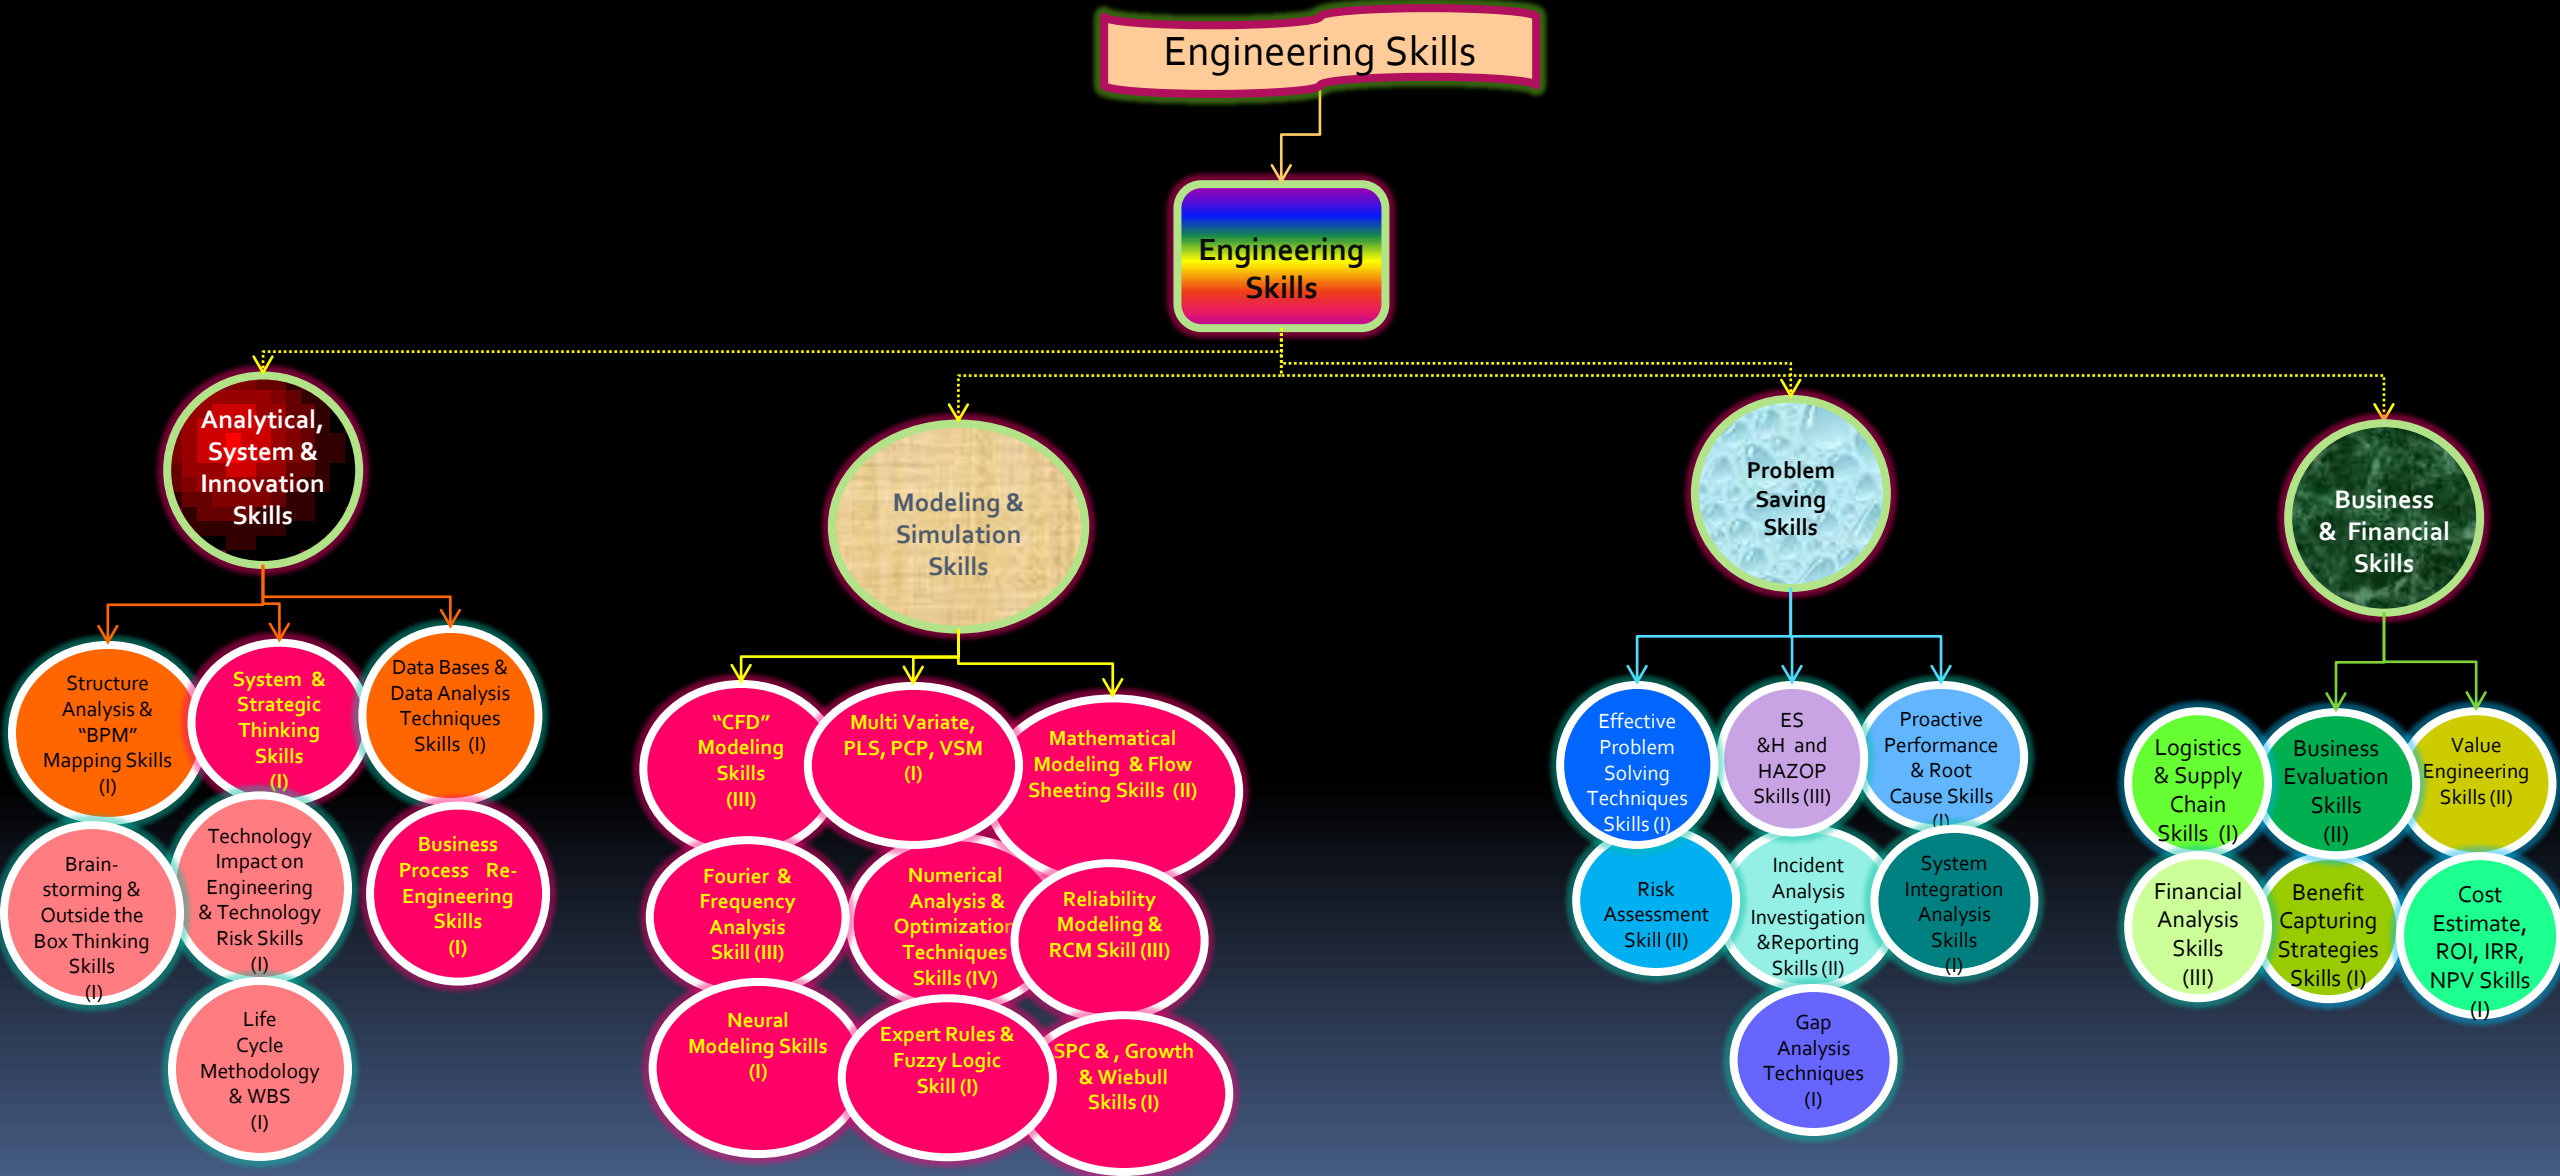 Engineering Skills
Engineering
Skills
Analytical,
System &
Innovation
Skills
Modeling &
Simulation
Skills
Problem
Saving
Skills
Business
& Financial
Skills
Structure
Analysis &
“BPM”
Mapping Skills
(I)
System &
Strategic
Thinking
Skills
(I)
Data Bases &
Data Analysis
Techniques
Skills (I)
Brain-
storming &
Outside the
Box Thinking
Skills
(I)
Technology
Impact on
Engineering
& Technology
Risk Skills
(I)
Business
Process Re-
Engineering
Skills
(I)
Life
Cycle
Methodology
& WBS
(I)
“CFD”
Modeling
Skills
(III)
Multi Variate,
PLS, PCP, VSM
(I)
Mathematical
Modeling & Flow
Sheeting Skills (II)
Fourier &
Frequency
Analysis
Skill (III)
Numerical
Analysis &
Optimization
Techniques
Skills (IV)
Reliability
Modeling &
RCM Skill (III)
Neural
Modeling Skills
(I)
Expert Rules &
Fuzzy Logic
Skill (I)
SPC & , Growth
& Wiebull
Skills (I)
Effective
Problem
Solving
Techniques
Skills (I)
ES
&H and
HAZOP
Skills (III)
Proactive
Performance
& Root
Cause Skills
(I)
Risk
Assessment
Skill (II)
Incident
Analysis
Investigation
&Reporting
Skills (II)
System
Integration
Analysis
Skills
(I)
Gap
Analysis
Techniques
(I)
Logistics
& Supply
Chain
Skills (I)
Business
Evaluation
Skills
(II)
Value
Engineering
Skills (II)
Financial
Analysis
Skills
(III)
Benefit
Capturing
Strategies
Skills (I)
Cost
Estimate,
ROI, IRR,
NPV Skills
(I)